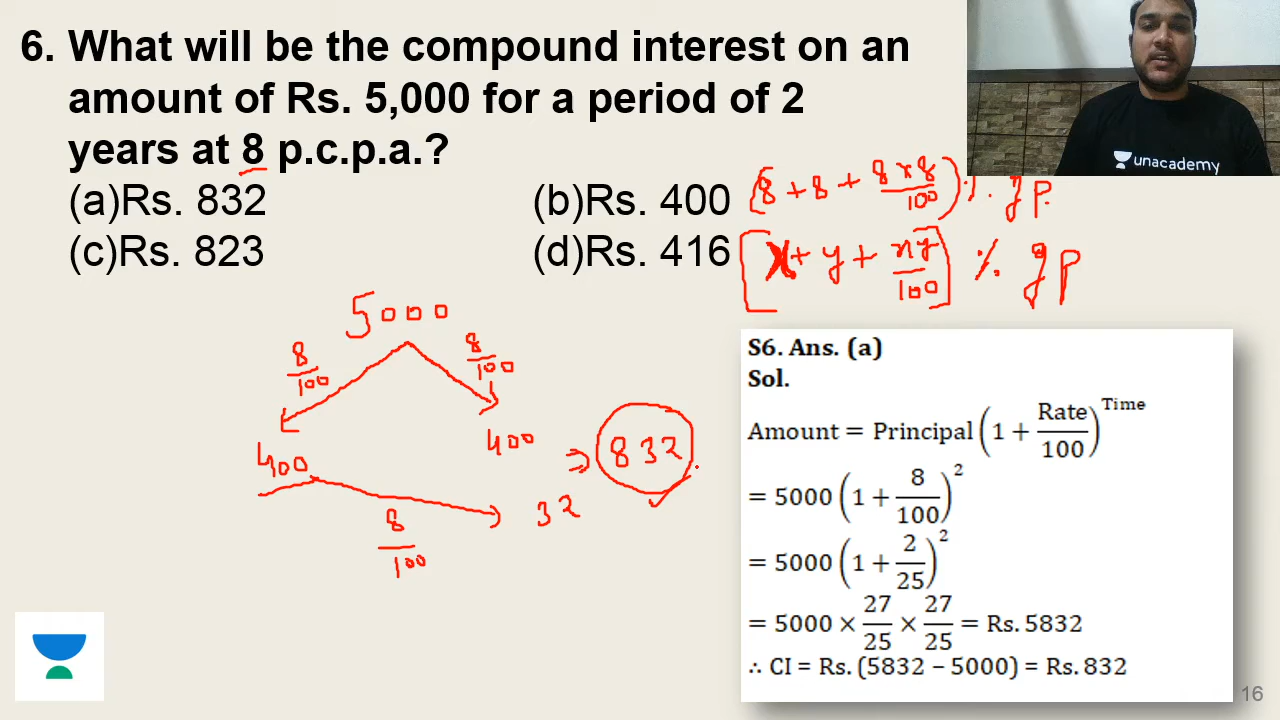 6. What will be the compound interest on an
amount of Rs. 5,000 for a period of 2
years at 8 p.c.p.a.?
(a)Rs. 832 (b)Rs. 400
(c)Rs. 823 (d)Rs. 416
unacademy
(8 + 8 + 8 × 8 / 100) % . g p.
[x + y + xy / 100] % g p
5000
8/100 8/100
400 400 ⇒ 832
8/100 32
S6. Ans. (a)
Sol.
Amount = Principal (1 + Rate/100)^Time
= 5000 (1 + 8/100)^2
= 5000 (1 + 2/25)^2
= 5000 × 27/25 × 27/25 = Rs. 5832
∴ CI = Rs. (5832 – 5000) = Rs. 832
16